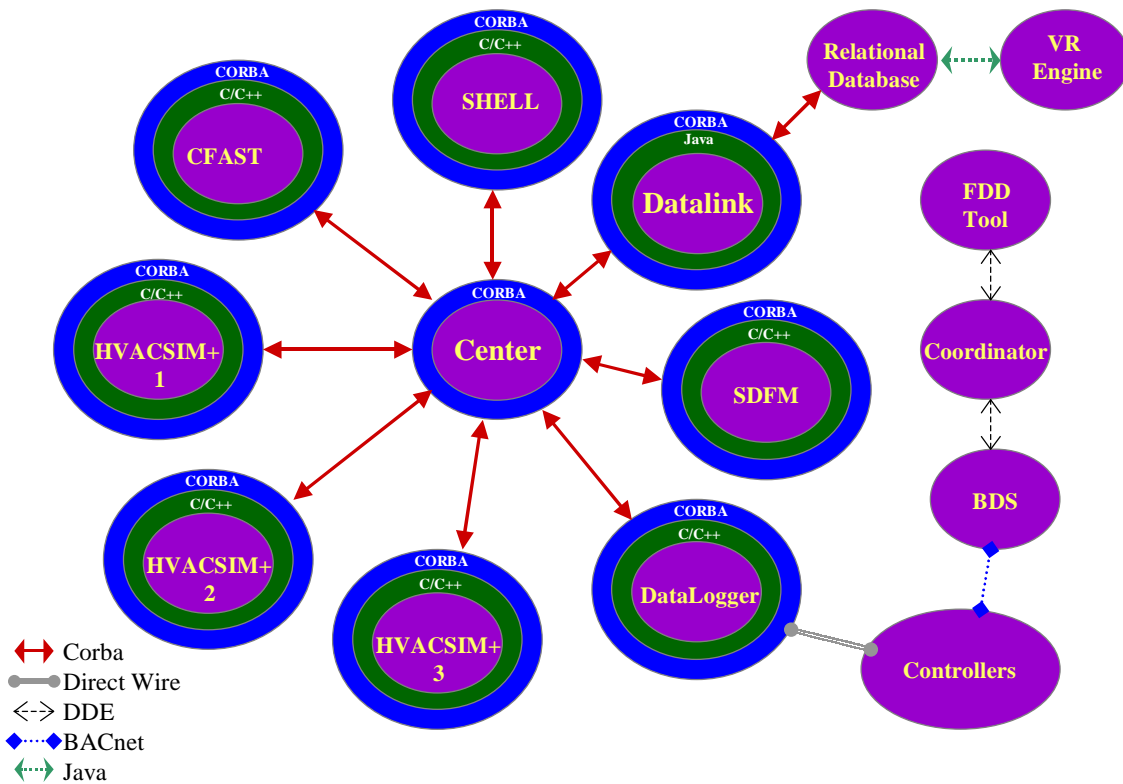 CORBA
C/C++
SHELL
Relational
Database
VR
Engine
CORBA
C/C++
CFAST
CORBA
Java
Datalink
FDD
Tool
CORBA
C/C++
HVACSIM+
1
CORBA
Center
CORBA
C/C++
SDFM
Coordinator
CORBA
C/C++
HVACSIM+
2
CORBA
C/C++
HVACSIM+
3
CORBA
C/C++
DataLogger
BDS
Controllers
Corba
Direct Wire
DDE
BACnet
Java